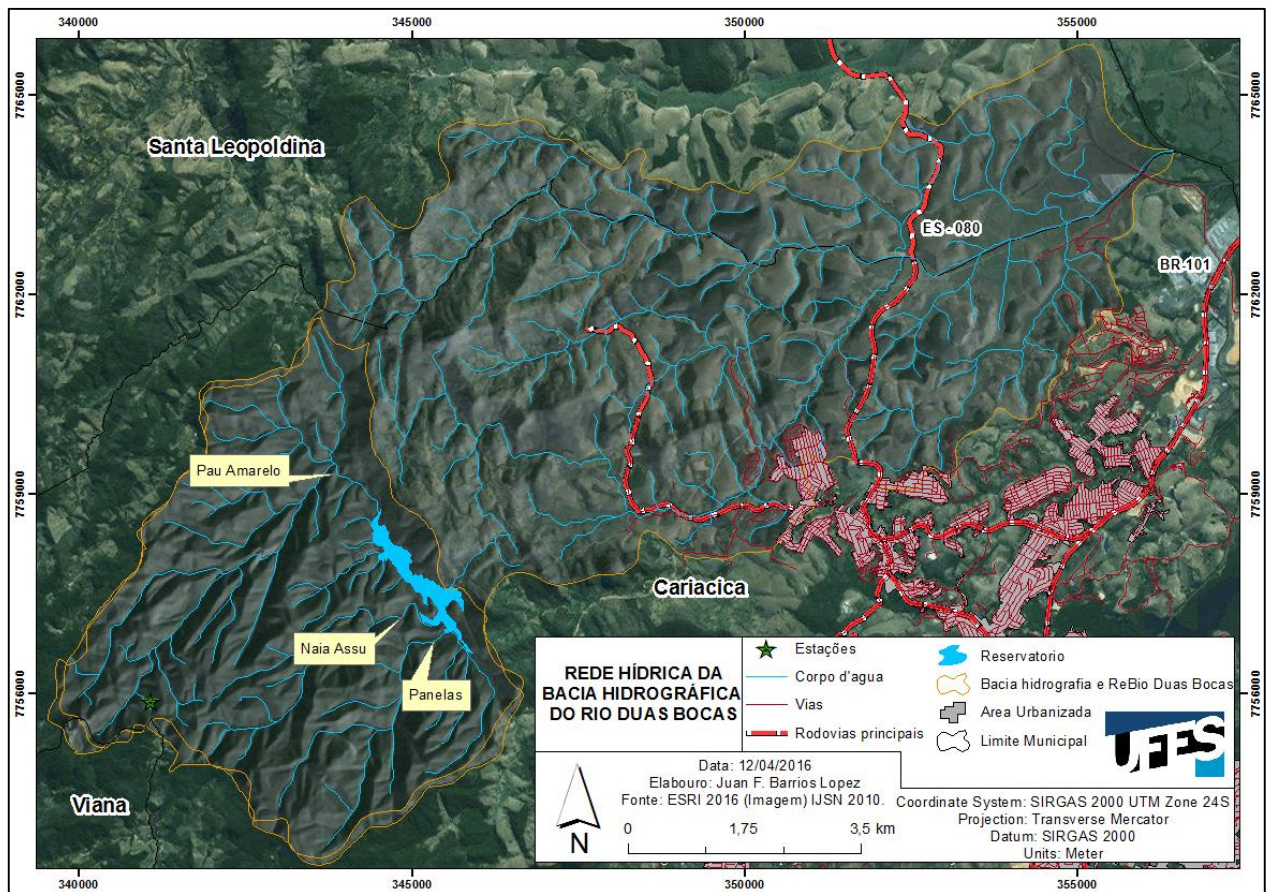 340000
345000
350000
355000
7765000
7765000
Santa Leopoldina
ES - 080
BR-101
7762000
7762000
Pau Amarelo
7759000
7759000
Cariacica
Naia Assu
Panelas
7756000
7756000
Viana
REDE HÍDRICA DA
BACIA HIDROGRÁFICA
DO RIO DUAS BOCAS
Estações
Corpo d'agua
Vias
Rodovias principais
Reservatorio
Bacia hidrografia e ReBio Duas Bocas
Area Urbanizada
Limite Municipal
UFES
N
Data: 12/04/2016
Elabouro: Juan F. Barrios Lopez
Fonte: ESRI 2016 (Imagem) IJSN 2010.
0 1,75 3,5 km
Coordinate System: SIRGAS 2000 UTM Zone 24S
Projection: Transverse Mercator
Datum: SIRGAS 2000
Units: Meter
340000
345000
350000
355000